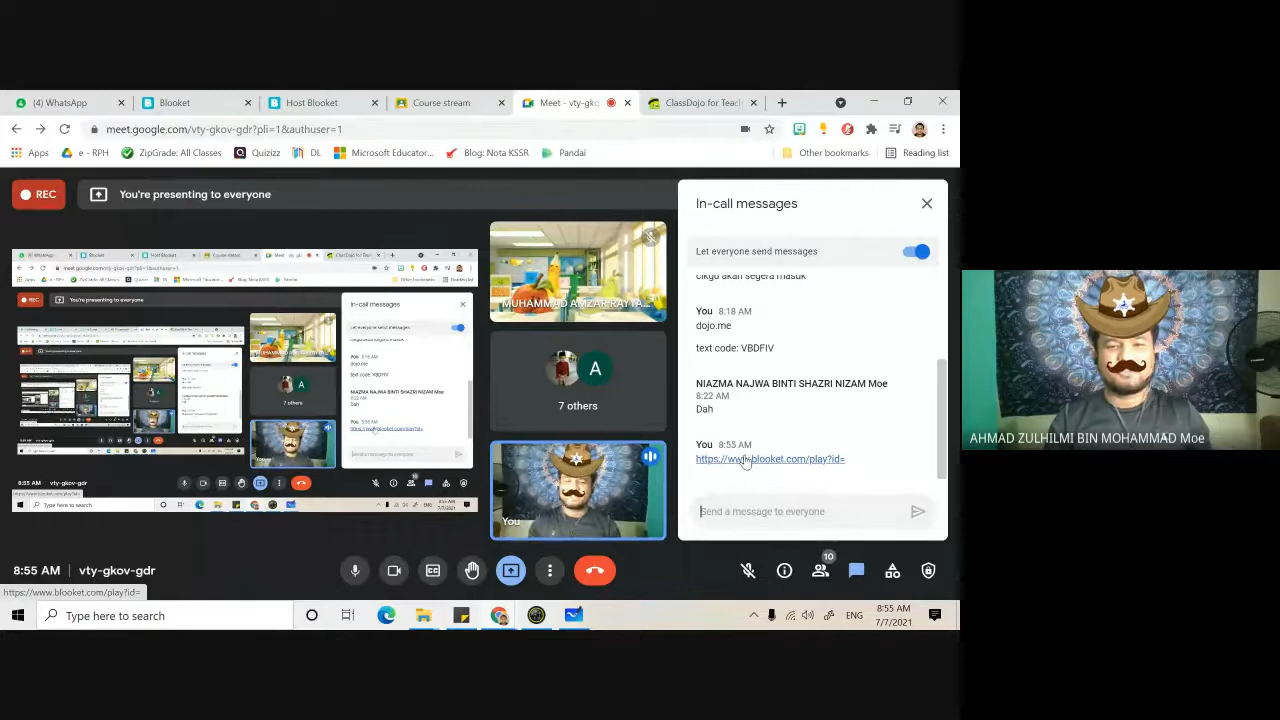 (4) WhatsApp
Blooket
Host Blooket
Course stream
Meet - vty-gko
ClassDojo for Teach
meet.google.com/vty-gkov-gdr?pli=1&authuser=1
Apps
e - RPH
ZipGrade: All Classes
Quizizz
DL
Microsoft Educator...
Blog: Nota KSSR
Pandai
Other bookmarks
Reading list
REC
You're presenting to everyone
In-call messages
Let everyone send messages
cikgu akan segera masuk
You 8:18 AM
dojo.me
text code: VBDFIV
NIAZMA NAJWA BINTI SHAZRI NIZAM Moe
8:22 AM
Dah
You 8:55 AM
https://www.blooket.com/play?id=
Send a message to everyone
MUHAMMAD AMZAR RAYYA...
A
7 others
You
AHMAD ZULHILMI BIN MOHAMMAD Moe
8:55 AM | vty-gkov-gdr
10
https://www.blooket.com/play?id=
Type here to search
ENG
8:55 AM
7/7/2021